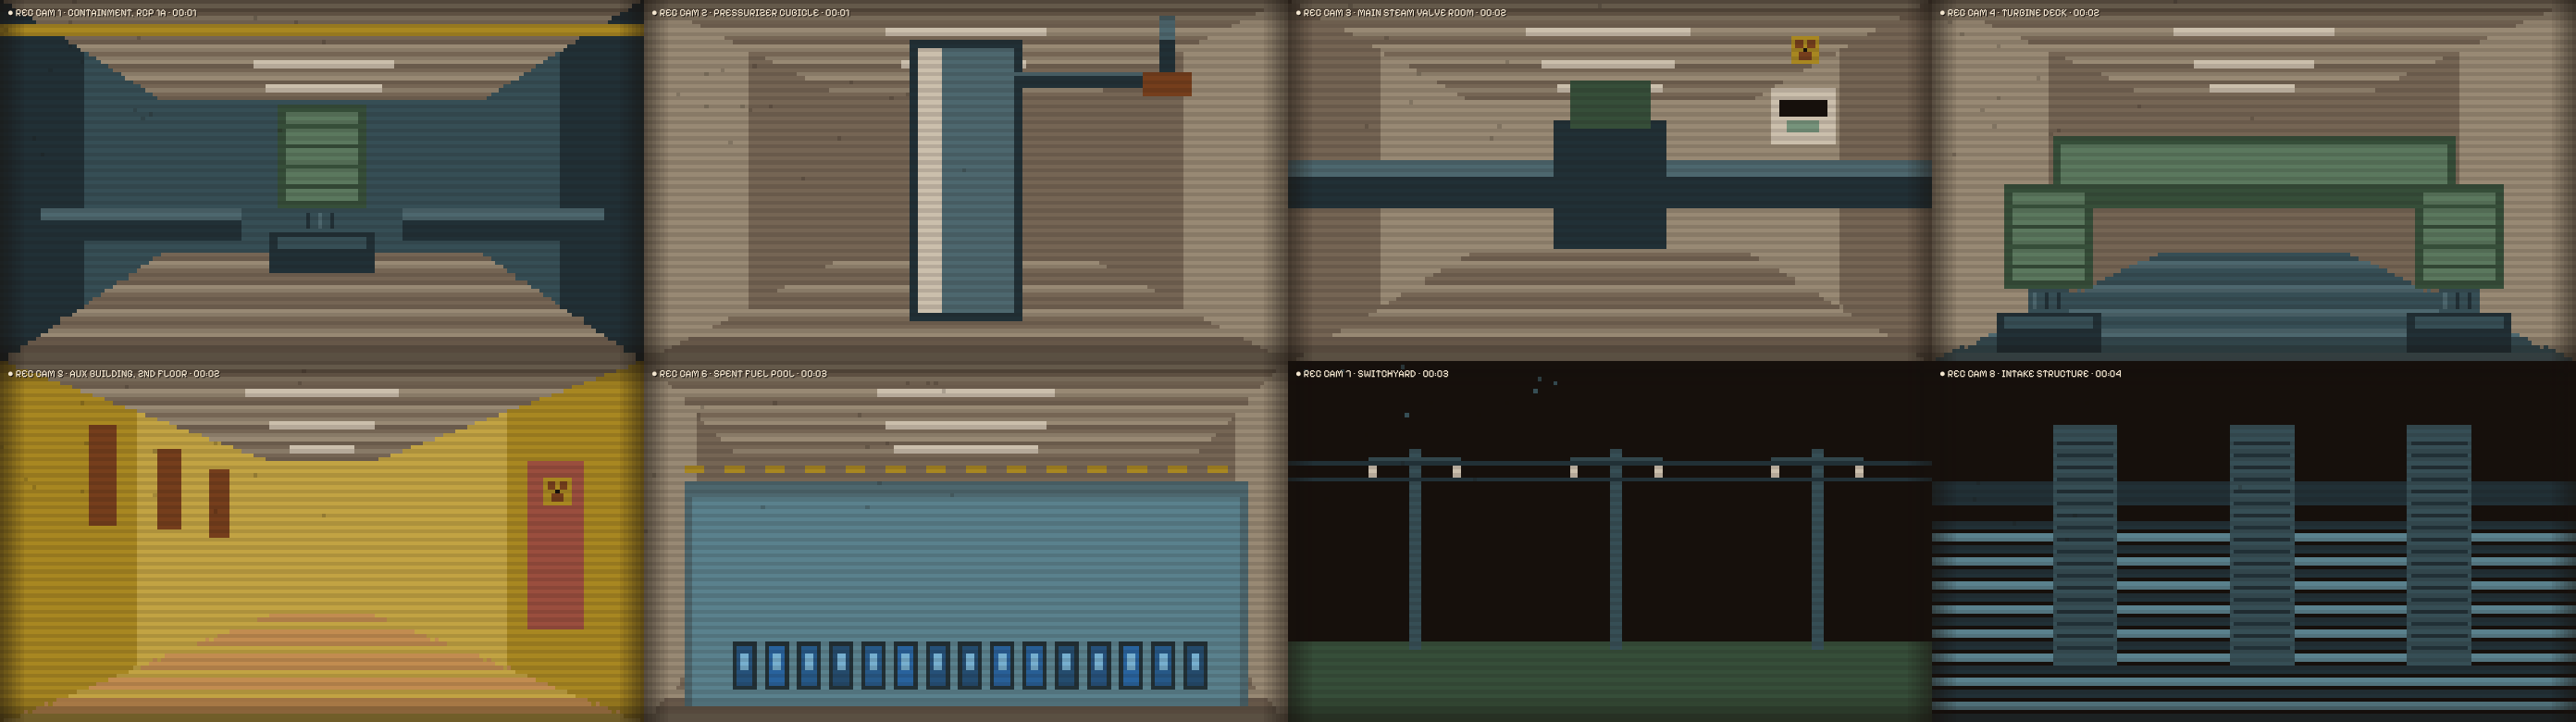 ● REC CAM 1 - CONTAINMENT, RCP 1A - 00:01
● REC CAM 2 - PRESSURIZER CUBICLE - 00:01
● REC CAM 3 - MAIN STEAM VALVE ROOM - 00:02
● REC CAM 4 - TURBINE DECK - 00:02
● REC CAM 5 - AUX BUILDING, 2ND FLOOR - 00:02
● REC CAM 6 - SPENT FUEL POOL - 00:03
● REC CAM 7 - SWITCHYARD - 00:03
● REC CAM 8 - INTAKE STRUCTURE - 00:04